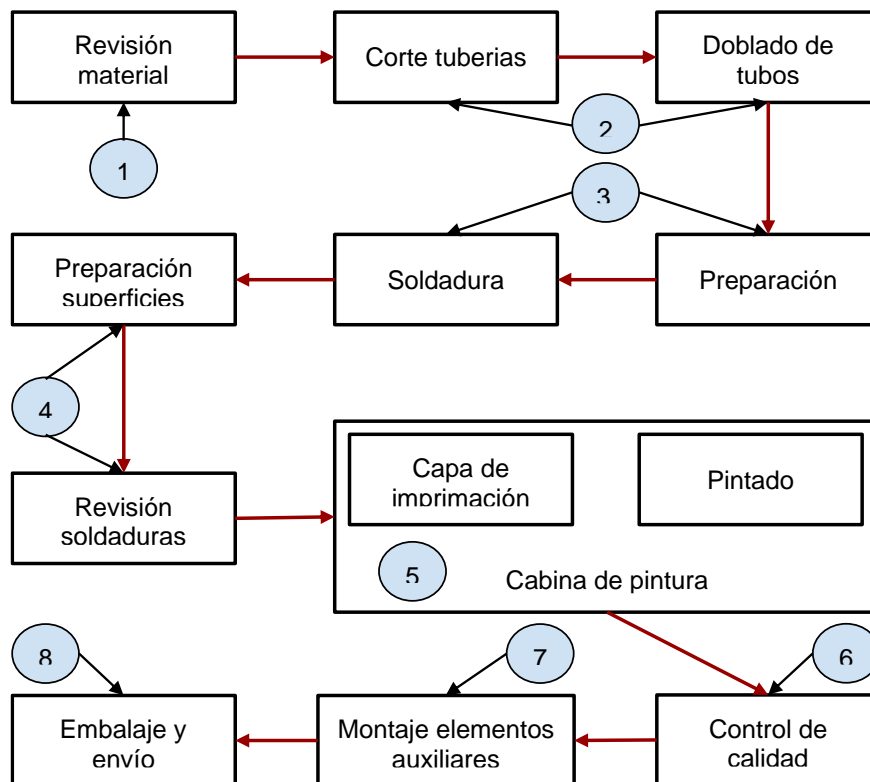 Revisión
material
Corte tuberias
Doblado de
tubos
1
2
3
Preparación
superficies
Soldadura
Preparación
4
Revisión
soldaduras
Capa de
imprimación
Pintado
5
Cabina de pintura
8
7
6
Embalaje y
envío
Montaje elementos
auxiliares
Control de
calidad